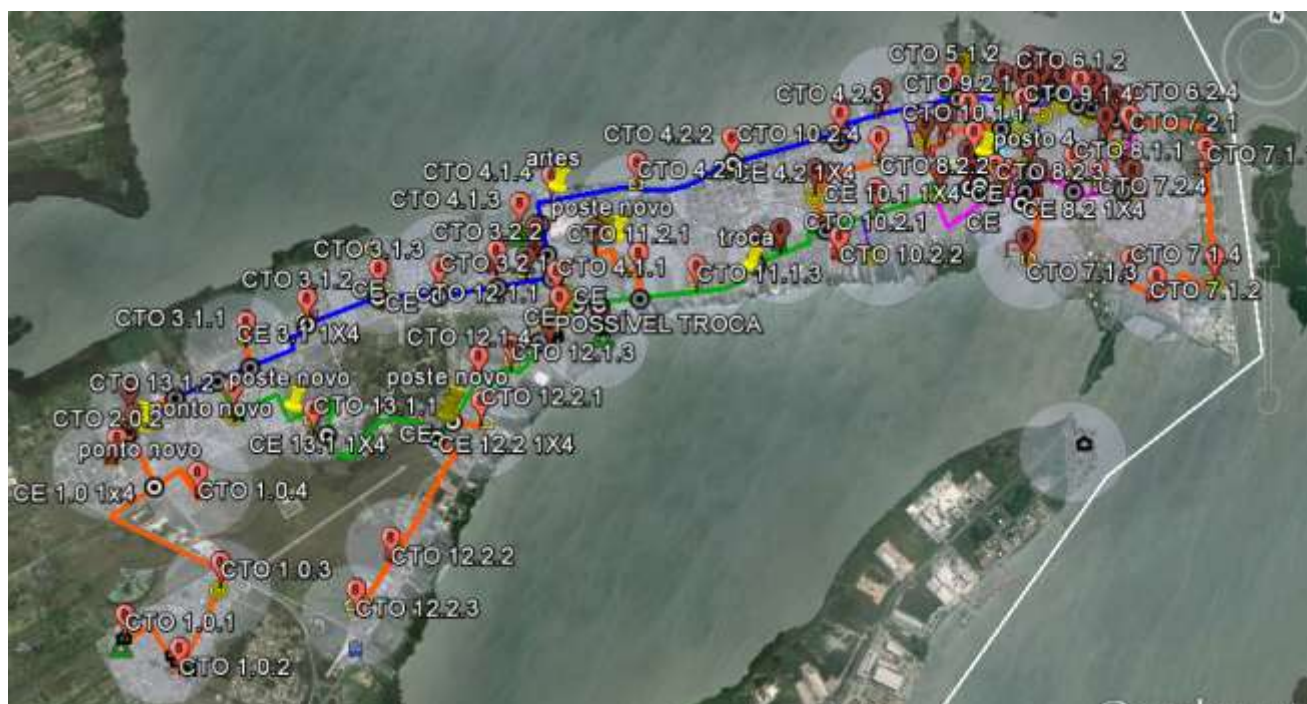 CTO 5.1.2
CTO 6.1.2
CTO 9.2.1
CTO 9.1.4
CTO 6.2.4
CTO 4.2.3
CTO 10.1.1
CTO 7.2.1
CTO 4.2.2
CTO 10.2.4
posto 4
CTO 8.1.1
CTO 7.1.1
artes
CTO 4.1.4
CTO 4.2.1
CE 4.2 1X4
CTO 8.2.2
CTO 8.2.3
CTO 7.2.4
CTO 4.1.3
poste novo
CE 10.1 1X4
CE
CE 8.2 1X4
CTO 3.2.2
CTO 11.2.1
troca
CTO 10.2.1
CTO 3.1.3
CTO 10.2.2
CTO 7.1.4
CTO 3.1.2
CTO 4.1.1
CTO 11.1.3
CTO 7.1.3
CTO 7.1.2
CE
CE
CTO 12.1.1
CE
CTO 3.1.1
CE 3.1 1X4
CE
POSSÍVEL TROCA
CTO 12.1.4
CTO 12.1.3
CTO 13.1.2
poste novo
poste novo
CTO 12.2.1
CTO 2.0.2
ponto novo
CTO 13.1.1
CE
ponto novo
CE 13.1 1X4
CE 12.2 1X4
CE 1.0 1x4
CTO 1.0.4
CTO 12.2.2
CTO 1.0.3
CTO 12.2.3
CTO 1.0.1
CTO 1.0.2